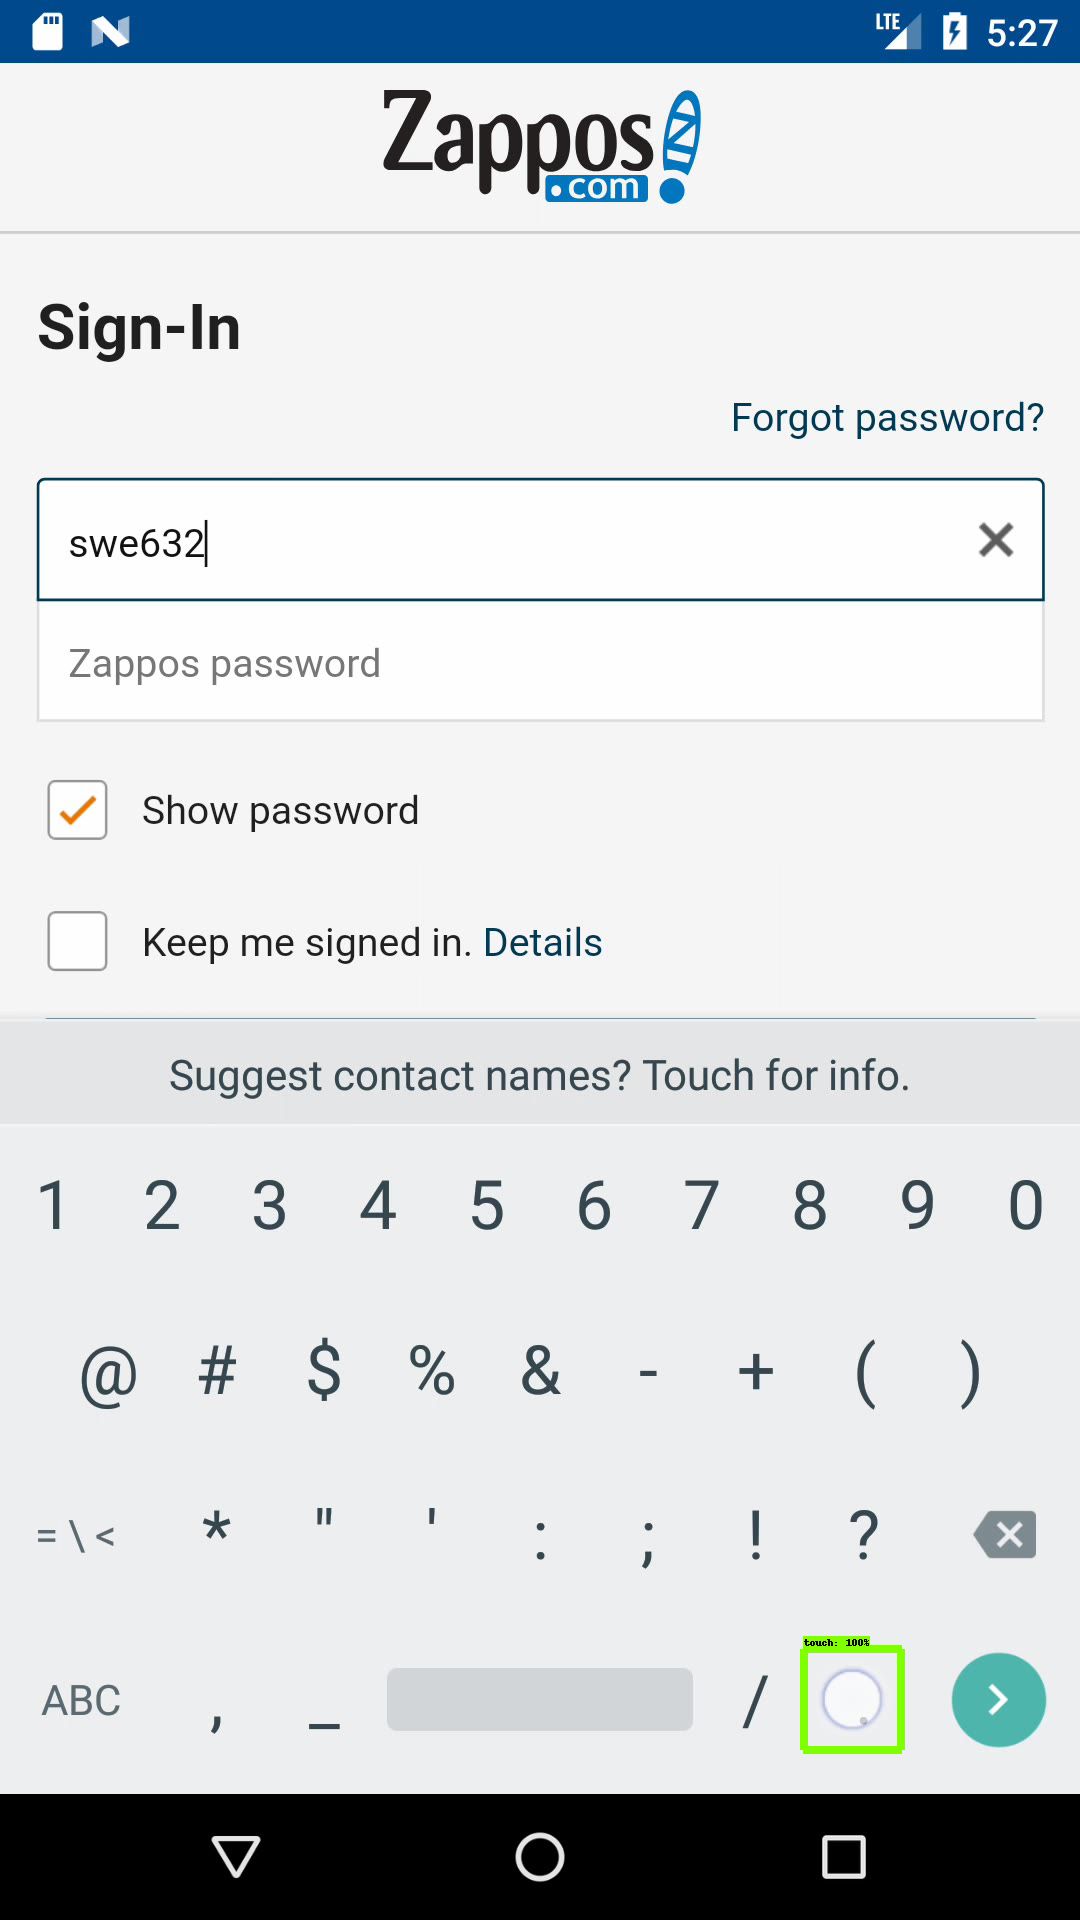 LTE 5:27
Zappos
.com
Sign-In
Forgot password?
swe632
Zappos password
Show password
Keep me signed in. Details
Suggest contact names? Touch for info.
1 2 3 4 5 6 7 8 9 0
@ # $ % & - + ( )
= \ < * " ' : ; ! ?
touch: 100%
ABC , _ /